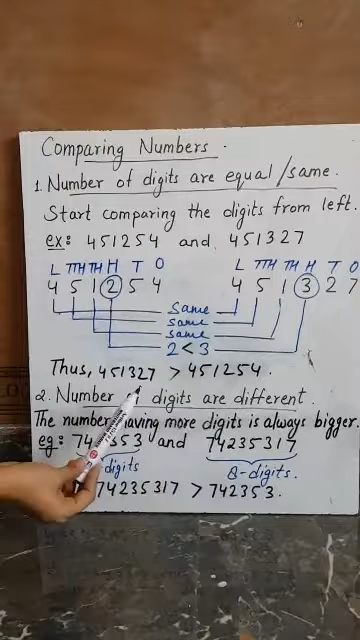 Comparing Numbers.
1. Number of digits are equal/same.
Start comparing the digits from left.
ex: 451254 and 451327
L TTH TH H T O L TTH TH H T O
4 5 1 2 5 4 4 5 1 3 2 7
same
same
same
2 < 3
Thus, 451327 > 451254.
2. Number digits are different.
The number having more digits is always bigger.
eg: 74 353 and 74235317
digits 8-digits.
74235317 > 742353.